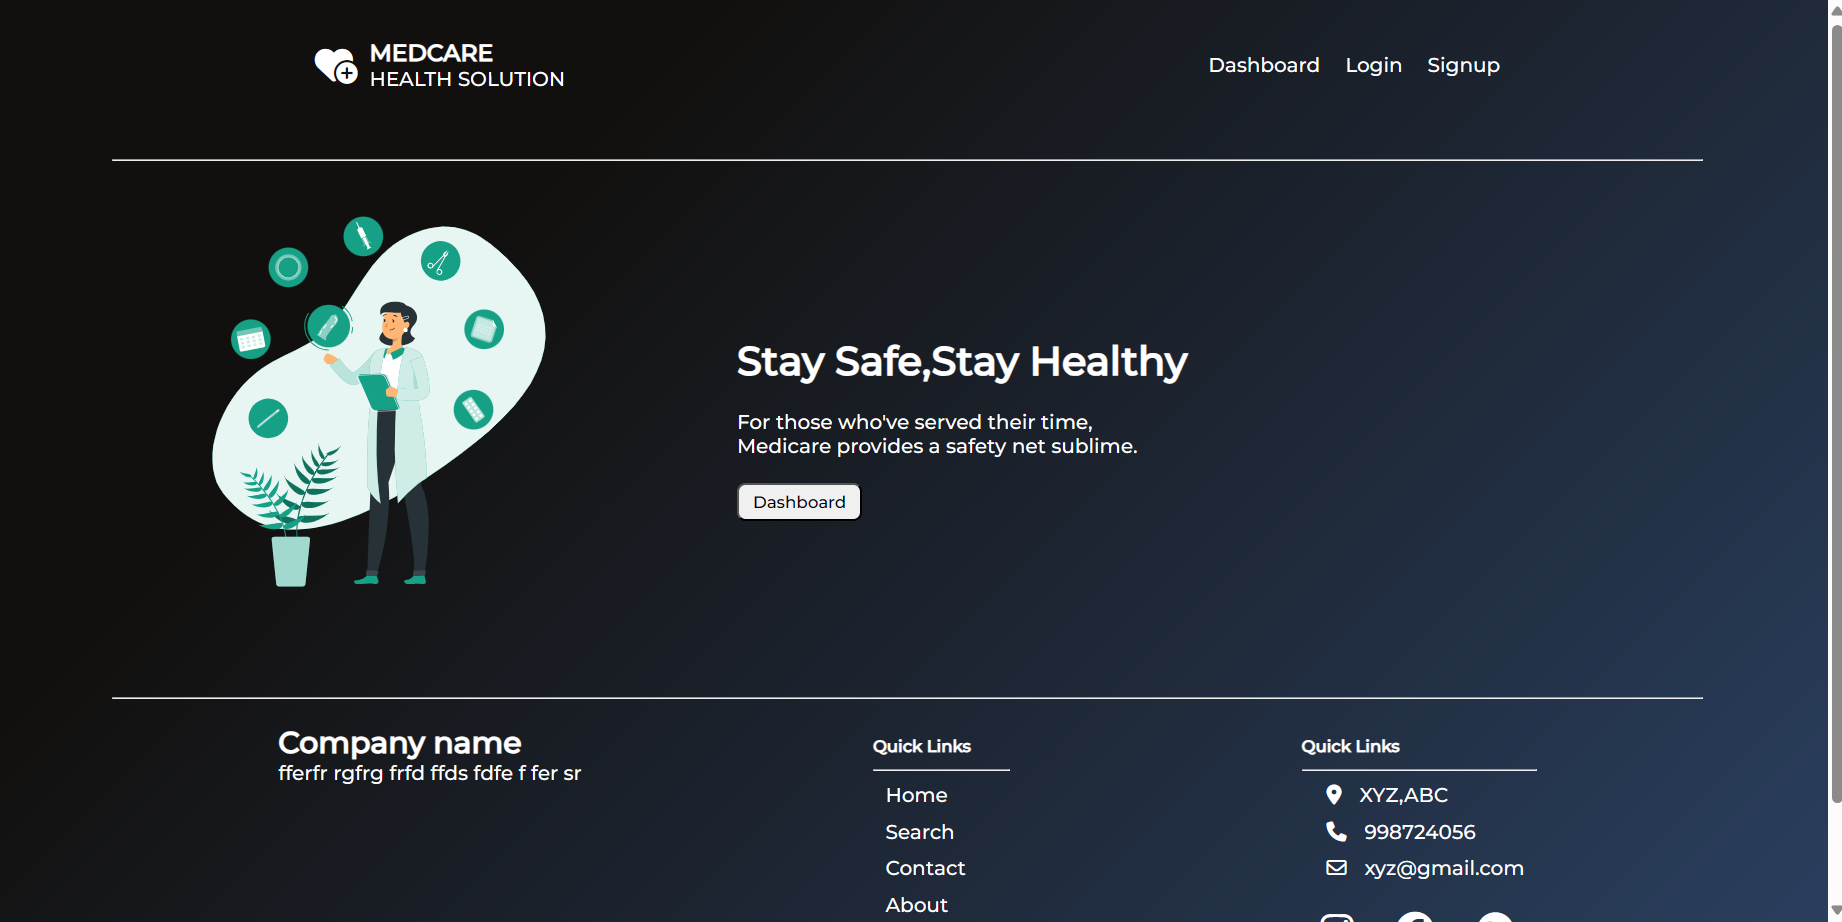 MEDCARE
HEALTH SOLUTION
Dashboard Login Signup
Stay Safe,Stay Healthy
For those who've served their time,
Medicare provides a safety net sublime.
Dashboard
Company name
fferfr rgfrg frfd ffds fdfe f fer sr
Quick Links
Home
Search
Contact
About
Quick Links
XYZ,ABC
998724056
xyz@gmail.com